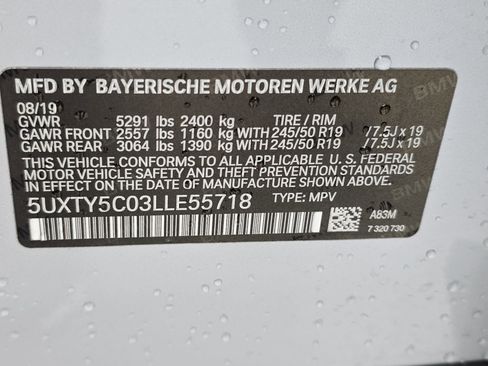 MFD BY BAYERISCHE MOTOREN WERKE AG
08/19
GVWR 5291 lbs 2400 kg TIRE / RIM
GAWR FRONT 2557 lbs 1160 kg WITH 245/50 R19 /7.5J x 19
GAWR REAR 3064 lbs 1390 kg WITH 245/50 R19 /7.5J x 19
THIS VEHICLE CONFORMS TO ALL APPLICABLE U.S. FEDERAL
MOTOR VEHICLE SAFETY, BUMPER AND THEFT PREVENTION
STANDARDS IN EFFECT ON THE DATE OF MANUFACTURE SHOWN ABOVE.
5UXTY5C03LLE55718 TYPE: MPV
A83M
7 320 730